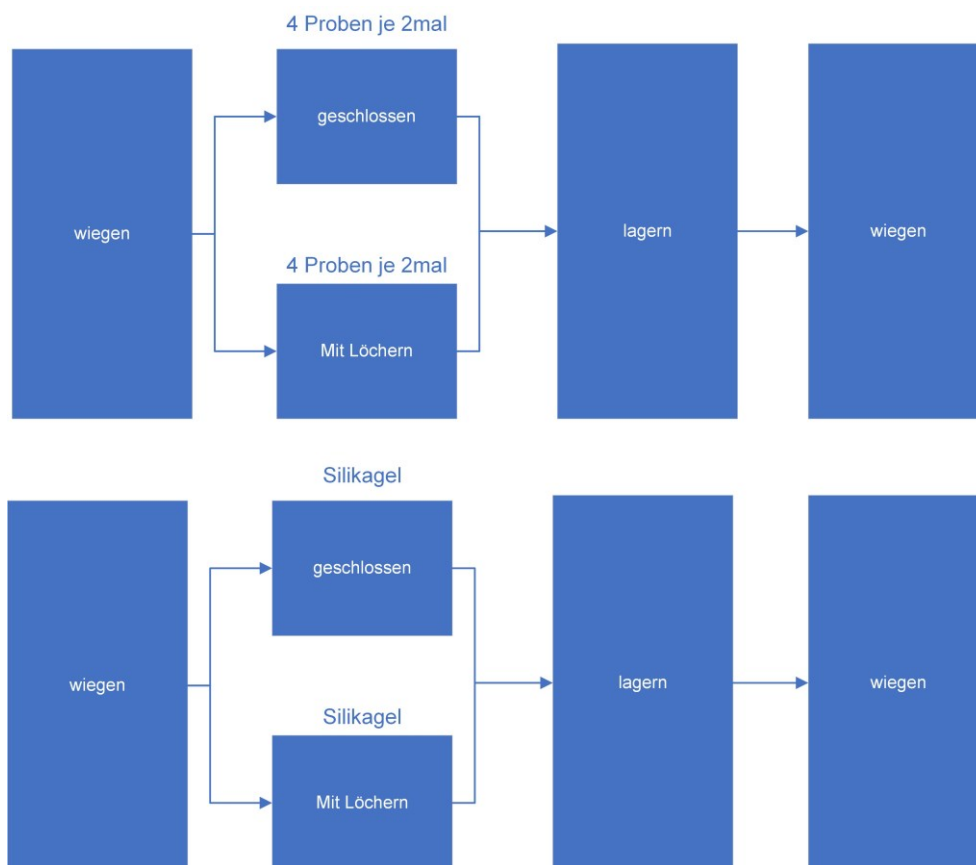 4 Proben je 2mal
geschlossen
wiegen
lagern
wiegen
4 Proben je 2mal
Mit Löchern
Silikagel
geschlossen
wiegen
lagern
wiegen
Silikagel
Mit Löchern